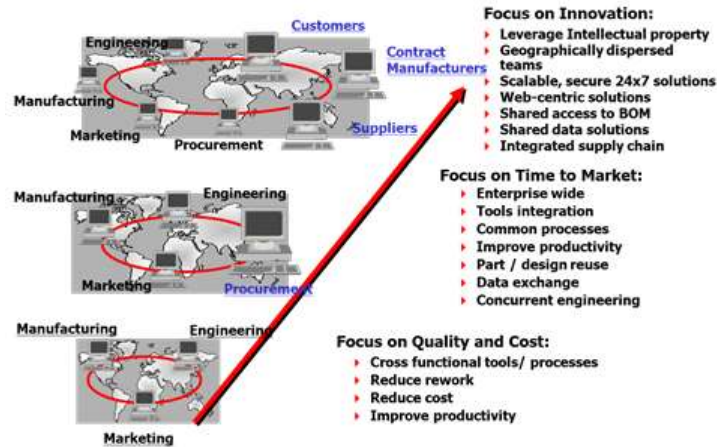 Customers
Engineering
Contract
Manufacturers
Manufacturing
Marketing
Procurement
Suppliers
Focus on Innovation:
Leverage Intellectual property
Geographically dispersed
teams
Scalable, secure 24x7 solutions
Web-centric solutions
Shared access to BOM
Shared data solutions
Integrated supply chain
Manufacturing
Engineering
Marketing
Procurement
Focus on Time to Market:
Enterprise wide
Tools integration
Common processes
Improve productivity
Part / design reuse
Data exchange
Concurrent engineering
Manufacturing
Engineering
Marketing
Focus on Quality and Cost:
Cross functional tools/ processes
Reduce rework
Reduce cost
Improve productivity